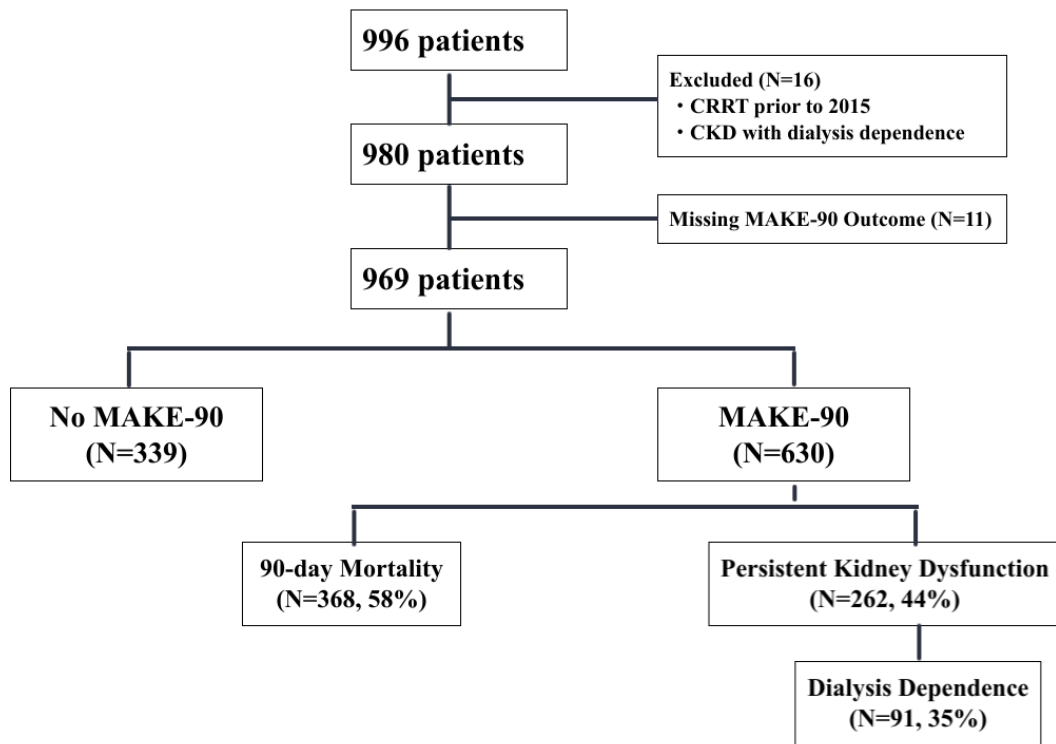 996 patients
Excluded (N=16)
・CRRT prior to 2015
・CKD with dialysis dependence
980 patients
Missing MAKE-90 Outcome (N=11)
969 patients
No MAKE-90
(N=339)
MAKE-90
(N=630)
90-day Mortality
(N=368, 58%)
Persistent Kidney Dysfunction
(N=262, 44%)
Dialysis Dependence
(N=91, 35%)